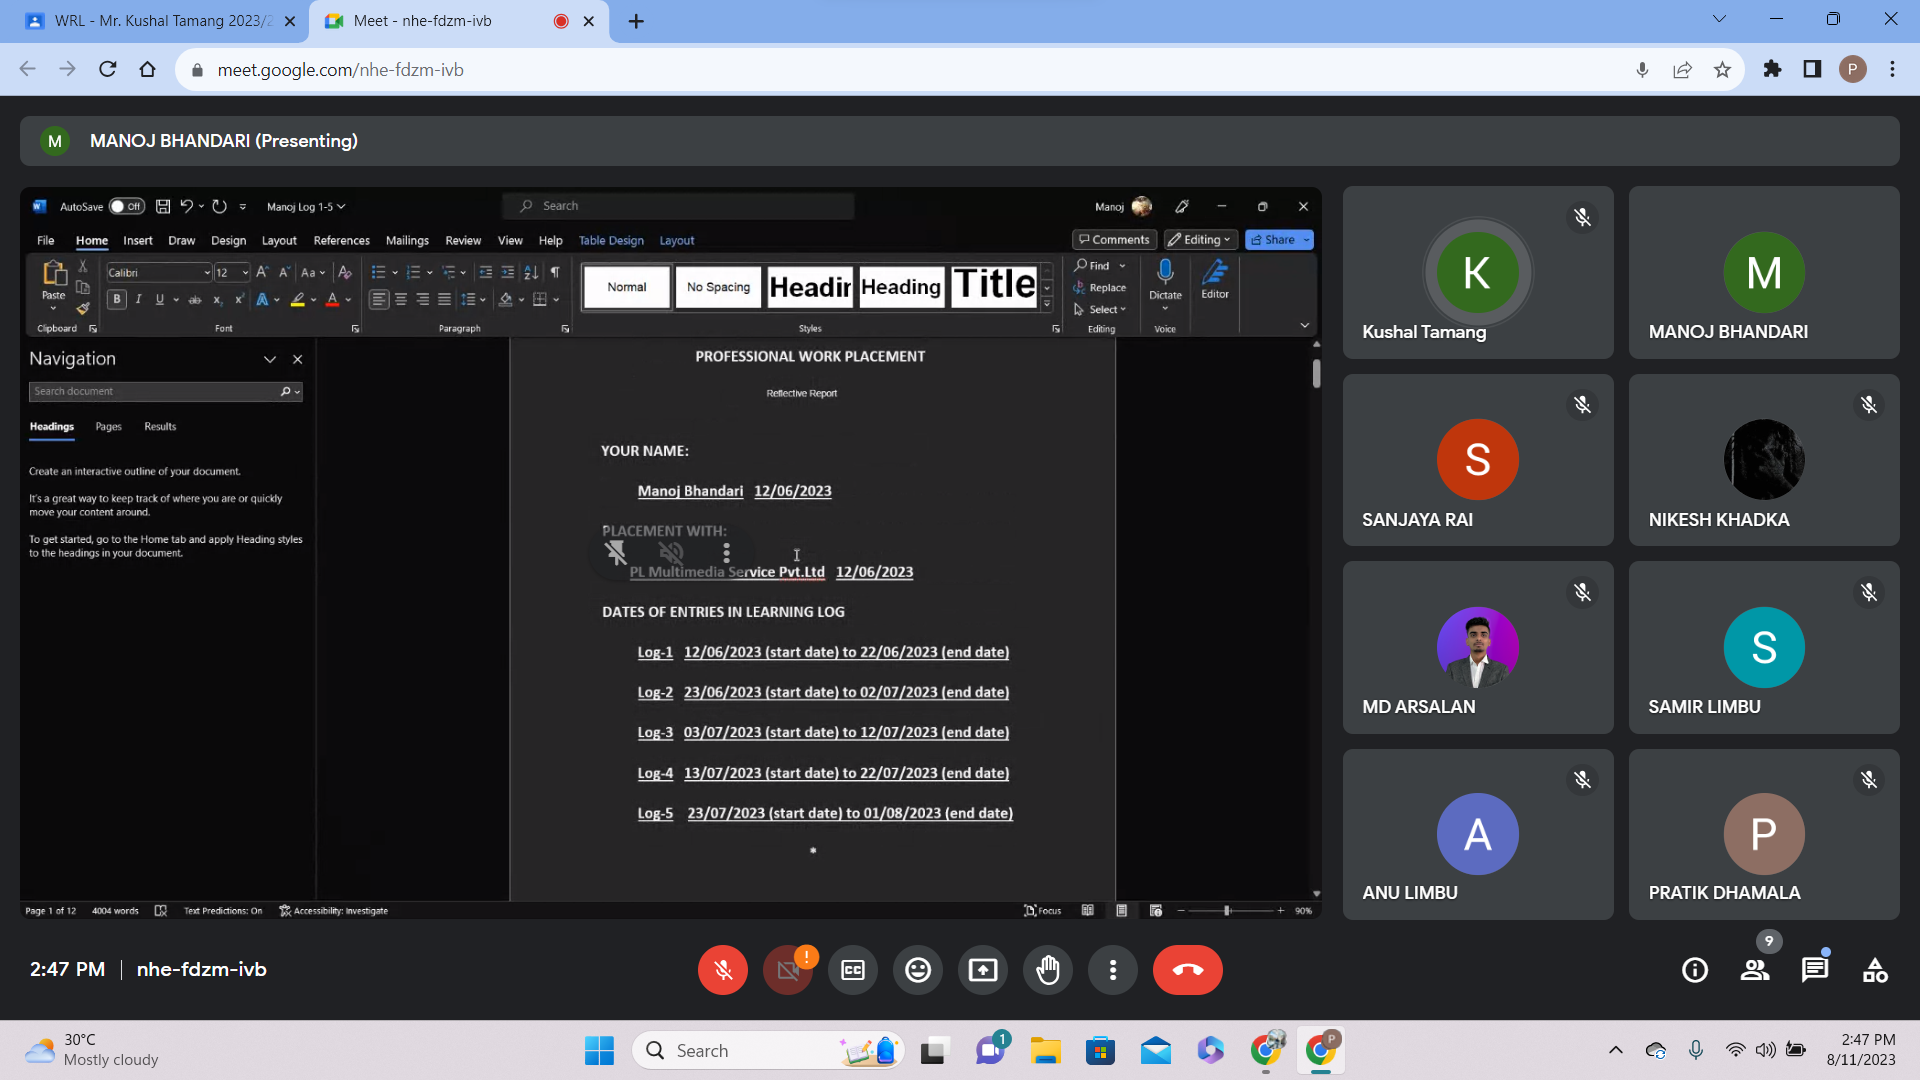 WRL - Mr. Kushal Tamang 2023/2
Meet - nhe-fdzm-ivb
meet.google.com/nhe-fdzm-ivb
P
M
MANOJ BHANDARI (Presenting)
AutoSave Off
Manoj Log 1-5
Search
Manoj
File Home Insert Draw Design Layout References Mailings Review View Help Table Design Layout
Comments Editing Share
Paste
Calibri 12
Normal
No Spacing
Headir
Heading
Title
Find
Replace
Select
Dictate
Editor
Clipboard Font Paragraph Styles Editing Voice
Navigation
Search document
Headings Pages Results
Create an interactive outline of your document.
It's a great way to keep track of where you are or quickly
move your content around.
To get started, go to the Home tab and apply Heading styles
to the headings in your document.
PROFESSIONAL WORK PLACEMENT
Reflective Report
YOUR NAME:
Manoj Bhandari 12/06/2023
PLACEMENT WITH:
PL Multimedia Service Pvt.Ltd 12/06/2023
DATES OF ENTRIES IN LEARNING LOG
Log-1 12/06/2023 (start date) to 22/06/2023 (end date)
Log-2 23/06/2023 (start date) to 02/07/2023 (end date)
Log-3 03/07/2023 (start date) to 12/07/2023 (end date)
Log-4 13/07/2023 (start date) to 22/07/2023 (end date)
Log-5 23/07/2023 (start date) to 01/08/2023 (end date)
*
Page 1 of 12 4004 words Text Predictions: On Accessibility: Investigate
Focus
90%
K
Kushal Tamang
M
MANOJ BHANDARI
S
SANJAYA RAI
NIKESH KHADKA
MD ARSALAN
S
SAMIR LIMBU
A
ANU LIMBU
P
PRATIK DHAMALA
2:47 PM | nhe-fdzm-ivb
9
30°C
Mostly cloudy
Search
1
P
2:47 PM
8/11/2023